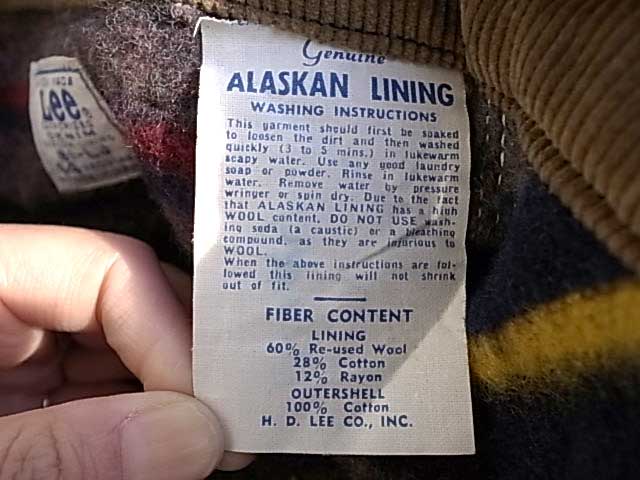 Lee
Genuine
ALASKAN LINING
WASHING INSTRUCTIONS
This garment should first be soaked
to loosen the dirt and then washed
quickly (3 to 5 mins.) in lukewarm
soapy water. Use any good laundry
soap or powder. Rinse in lukewarm
water. Remove water by pressure
wringer or spin dry. Due to the fact
that ALASKAN LINING has a high
WOOL content, DO NOT USE wash-
ing soda (a caustic) or a bleaching
compound, as they are injurious to
WOOL.
When the above instructions are fol-
lowed this lining will not shrink
out of fit.
FIBER CONTENT
LINING
60% Re-used Wool
28% Cotton
12% Rayon
OUTERSHELL
100% Cotton
H. D. LEE CO., INC.